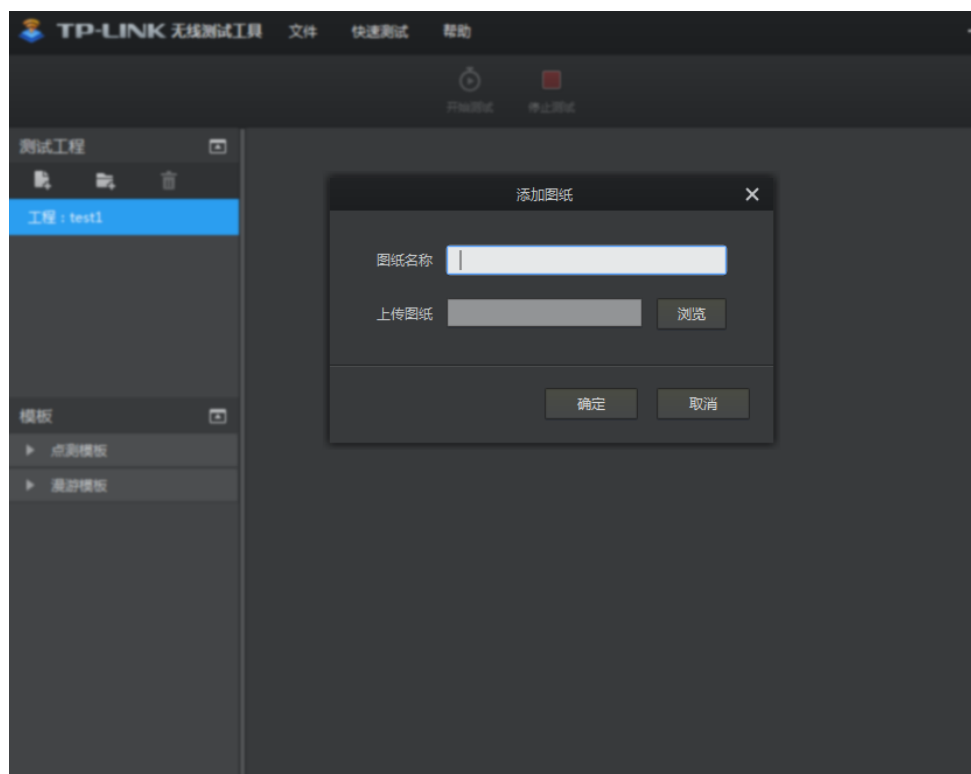 TP-LINK 无线测试工具 文件 快速测试 帮助
开始测试 停止测试
测试工程
工程：test1
添加图纸
图纸名称
上传图纸 浏览
确定 取消
模板
点测模板
漫游模板